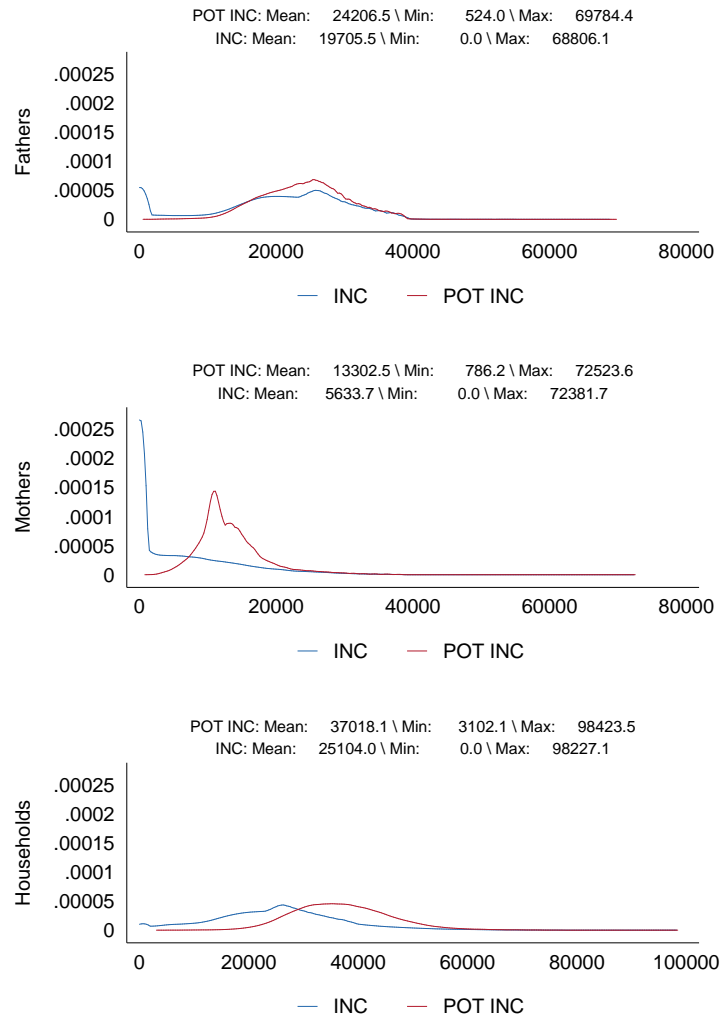 POT INC: Mean: 24206.5 \ Min: 524.0 \ Max: 69784.4
INC: Mean: 19705.5 \ Min: 0.0 \ Max: 68806.1
Fathers
.00025
.0002
.00015
.0001
.00005
0
0 20000 40000 60000 80000
INC POT INC
POT INC: Mean: 13302.5 \ Min: 786.2 \ Max: 72523.6
INC: Mean: 5633.7 \ Min: 0.0 \ Max: 72381.7
Mothers
.00025
.0002
.00015
.0001
.00005
0
0 20000 40000 60000 80000
INC POT INC
POT INC: Mean: 37018.1 \ Min: 3102.1 \ Max: 98423.5
INC: Mean: 25104.0 \ Min: 0.0 \ Max: 98227.1
Households
.00025
.0002
.00015
.0001
.00005
0
0 20000 40000 60000 80000 100000
INC POT INC